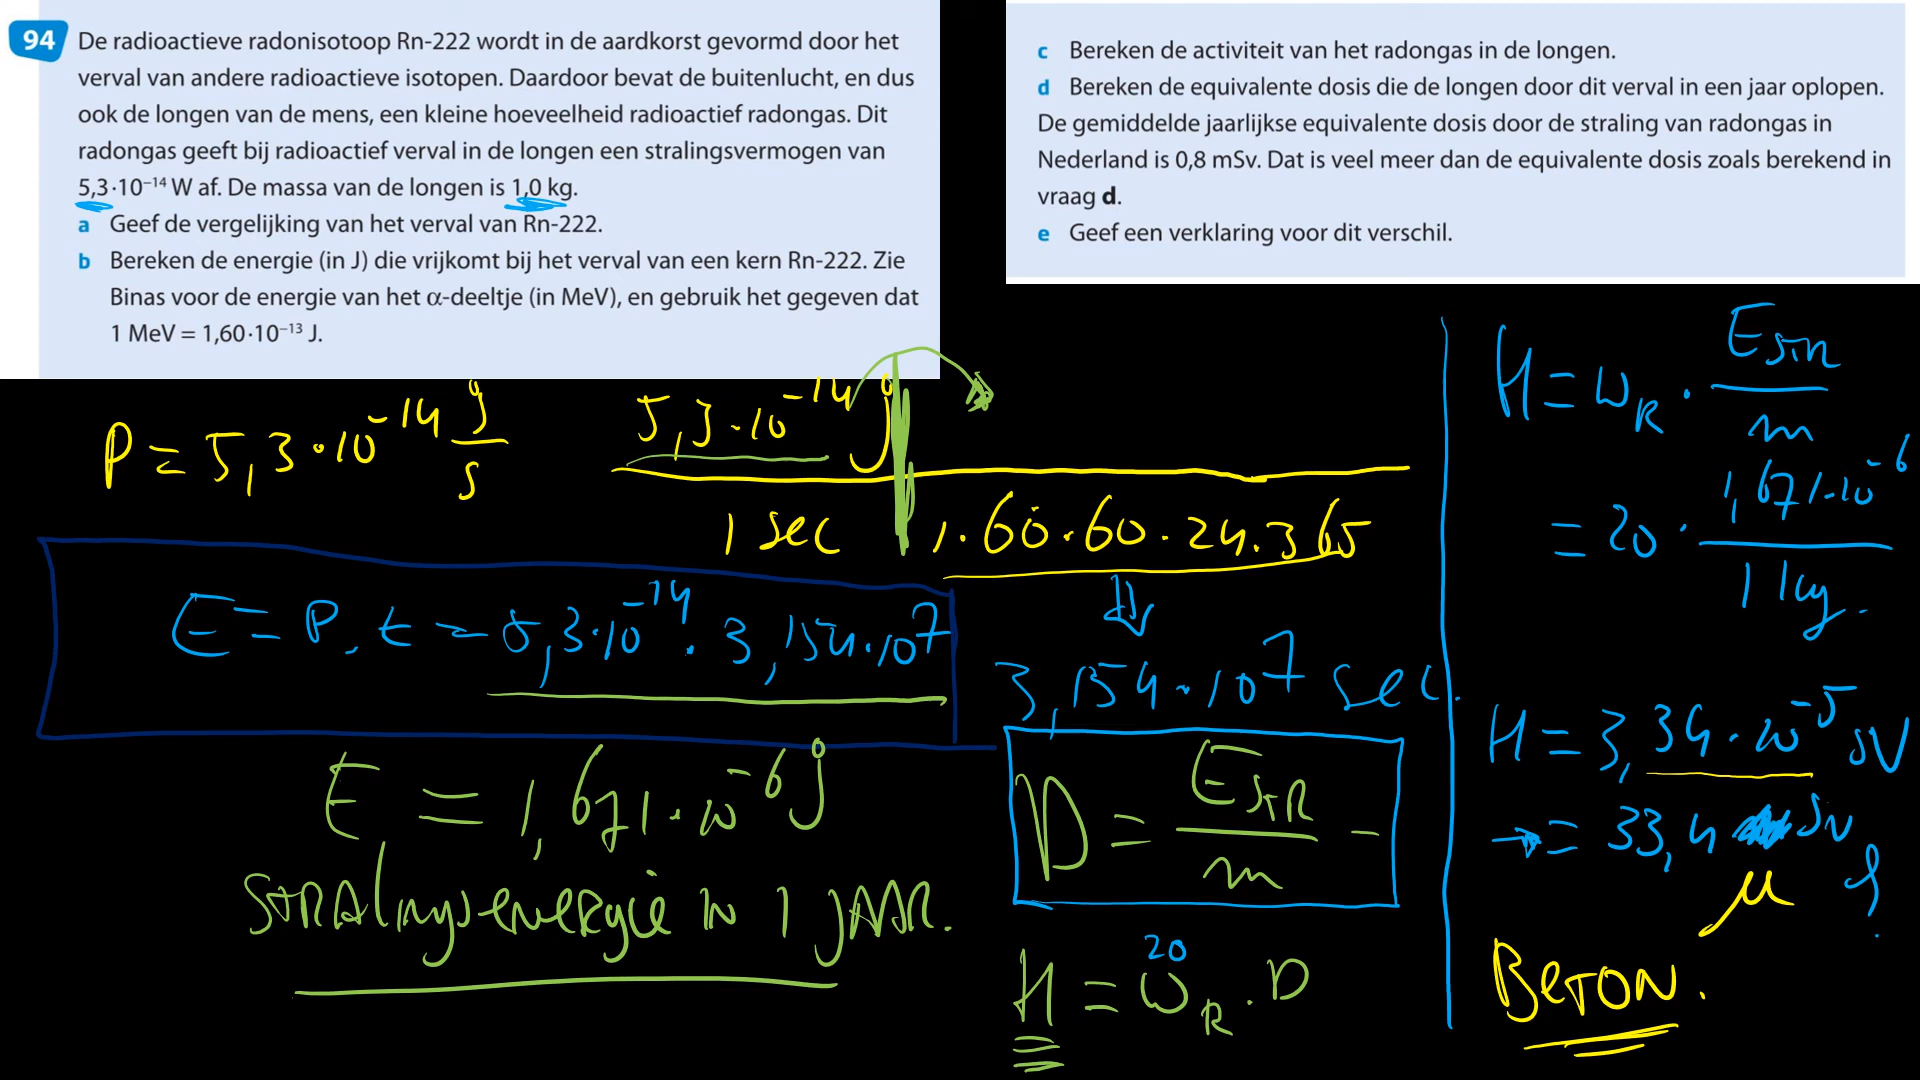 94 De radioactieve radonisotoop Rn-222 wordt in de aardkorst gevormd door het
verval van andere radioactieve isotopen. Daardoor bevat de buitenlucht, en dus
ook de longen van de mens, een kleine hoeveelheid radioactief radongas. Dit
radongas geeft bij radioactief verval in de longen een stralingsvermogen van
5,3·10⁻¹⁴ W af. De massa van de longen is 1,0 kg.
a Geef de vergelijking van het verval van Rn-222.
b Bereken de energie (in J) die vrijkomt bij het verval van een kern Rn-222. Zie
Binas voor de energie van het α-deeltje (in MeV), en gebruik het gegeven dat
1 MeV = 1,60·10⁻¹³ J.
c Bereken de activiteit van het radongas in de longen.
d Bereken de equivalente dosis die de longen door dit verval in een jaar oplopen.
De gemiddelde jaarlijkse equivalente dosis door de straling van radongas in
Nederland is 0,8 mSv. Dat is veel meer dan de equivalente dosis zoals berekend in
vraag d.
e Geef een verklaring voor dit verschil.
P = 5,3·10⁻¹⁴ J/s
5,3·10⁻¹⁴ J
1 sec 1·60·60·24·365
E = P·t = 5,3·10⁻¹⁴ · 3,154·10⁷
3,154·10⁷ sec.
E = 1,671·10⁻⁶ J
STRAlingsenergie in 1 JAAR.
D = E_STR / m
H = W_R · D
20
H = W_R · E_str / m
= 20 · 1,671·10⁻⁶ / 1 kg.
H = 3,34·10⁻⁵ SV
→ = 33,4 Sv
μ
?
BETON.